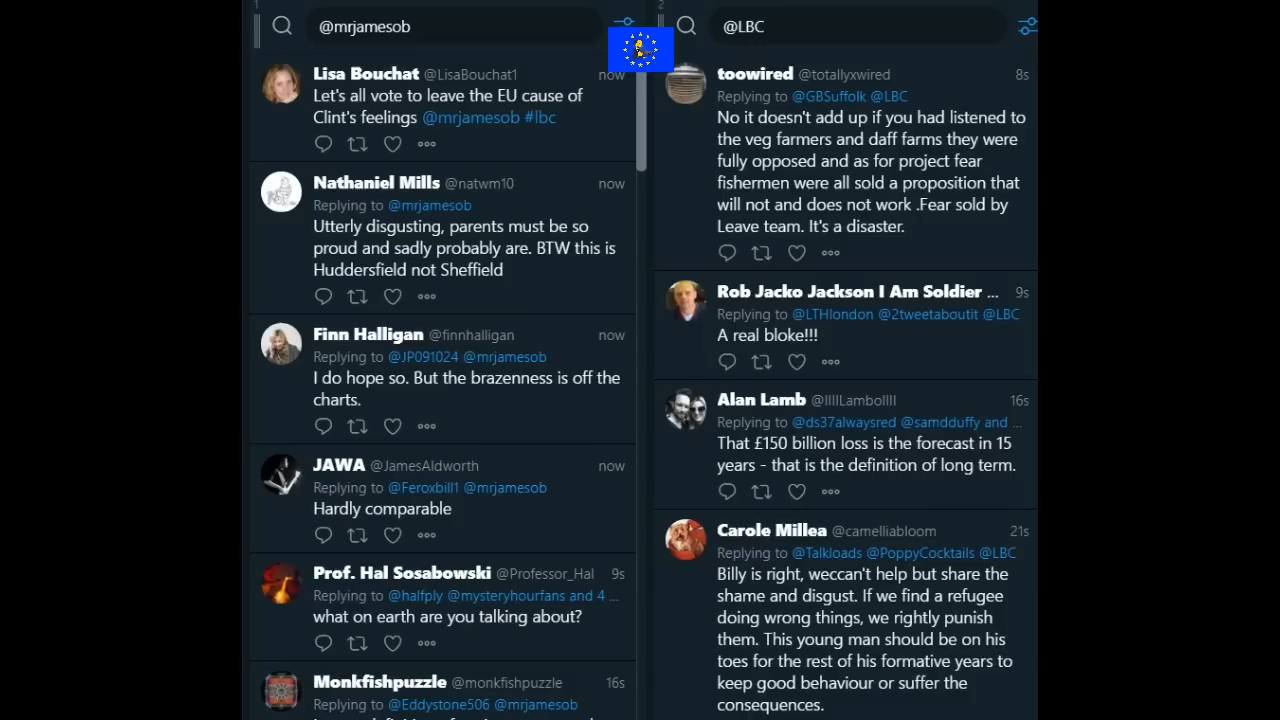 1
@mrjamesob
Lisa Bouchat @LisaBouchat1 now
Let's all vote to leave the EU cause of
Clint's feelings @mrjamesob #lbc
Nathaniel Mills @natwm10 now
Replying to @mrjamesob
Utterly disgusting, parents must be so
proud and sadly probably are. BTW this is
Huddersfield not Sheffield
Finn Halligan @finnhalligan now
Replying to @JP091024 @mrjamesob
I do hope so. But the brazenness is off the
charts.
JAWA @JamesAldworth now
Replying to @Feroxbill1 @mrjamesob
Hardly comparable
Prof. Hal Sosabowski @Professor_Hal 9s
Replying to @halfply @mysteryhourfans and 4 ...
what on earth are you talking about?
Monkfishpuzzle @monkfishpuzzle 16s
Replying to @Eddystone506 @mrjamesob
2
@LBC
toowired @totallyxwired 8s
Replying to @GBSuffolk @LBC
No it doesn't add up if you had listened to
the veg farmers and daff farms they were
fully opposed and as for project fear
fishermen were all sold a proposition that
will not and does not work .Fear sold by
Leave team. It's a disaster.
Rob Jacko Jackson I Am Soldier ... 9s
Replying to @LTHlondon @2tweetaboutit @LBC
A real bloke!!!
Alan Lamb @IIIILamboIIII 16s
Replying to @ds37alwaysred @samdduffy and ...
That £150 billion loss is the forecast in 15
years - that is the definition of long term.
Carole Millea @camelliabloom 21s
Replying to @Talkloads @PoppyCocktails @LBC
Billy is right, weccan't help but share the
shame and disgust. If we find a refugee
doing wrong things, we rightly punish
them. This young man should be on his
toes for the rest of his formative years to
keep good behaviour or suffer the
consequences.